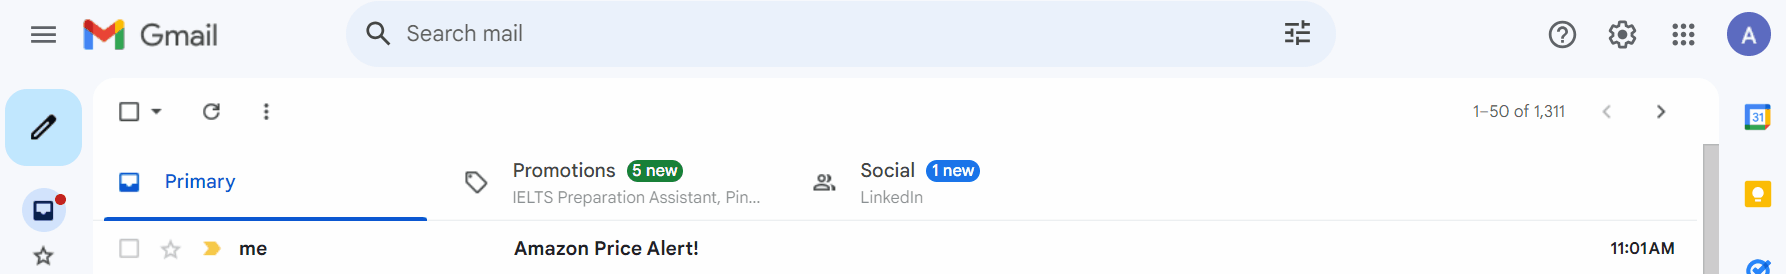 Gmail
Search mail
A
1–50 of 1,311
31
Primary
Promotions 5 new
IELTS Preparation Assistant, Pin...
Social 1 new
LinkedIn
me Amazon Price Alert! 11:01 AM